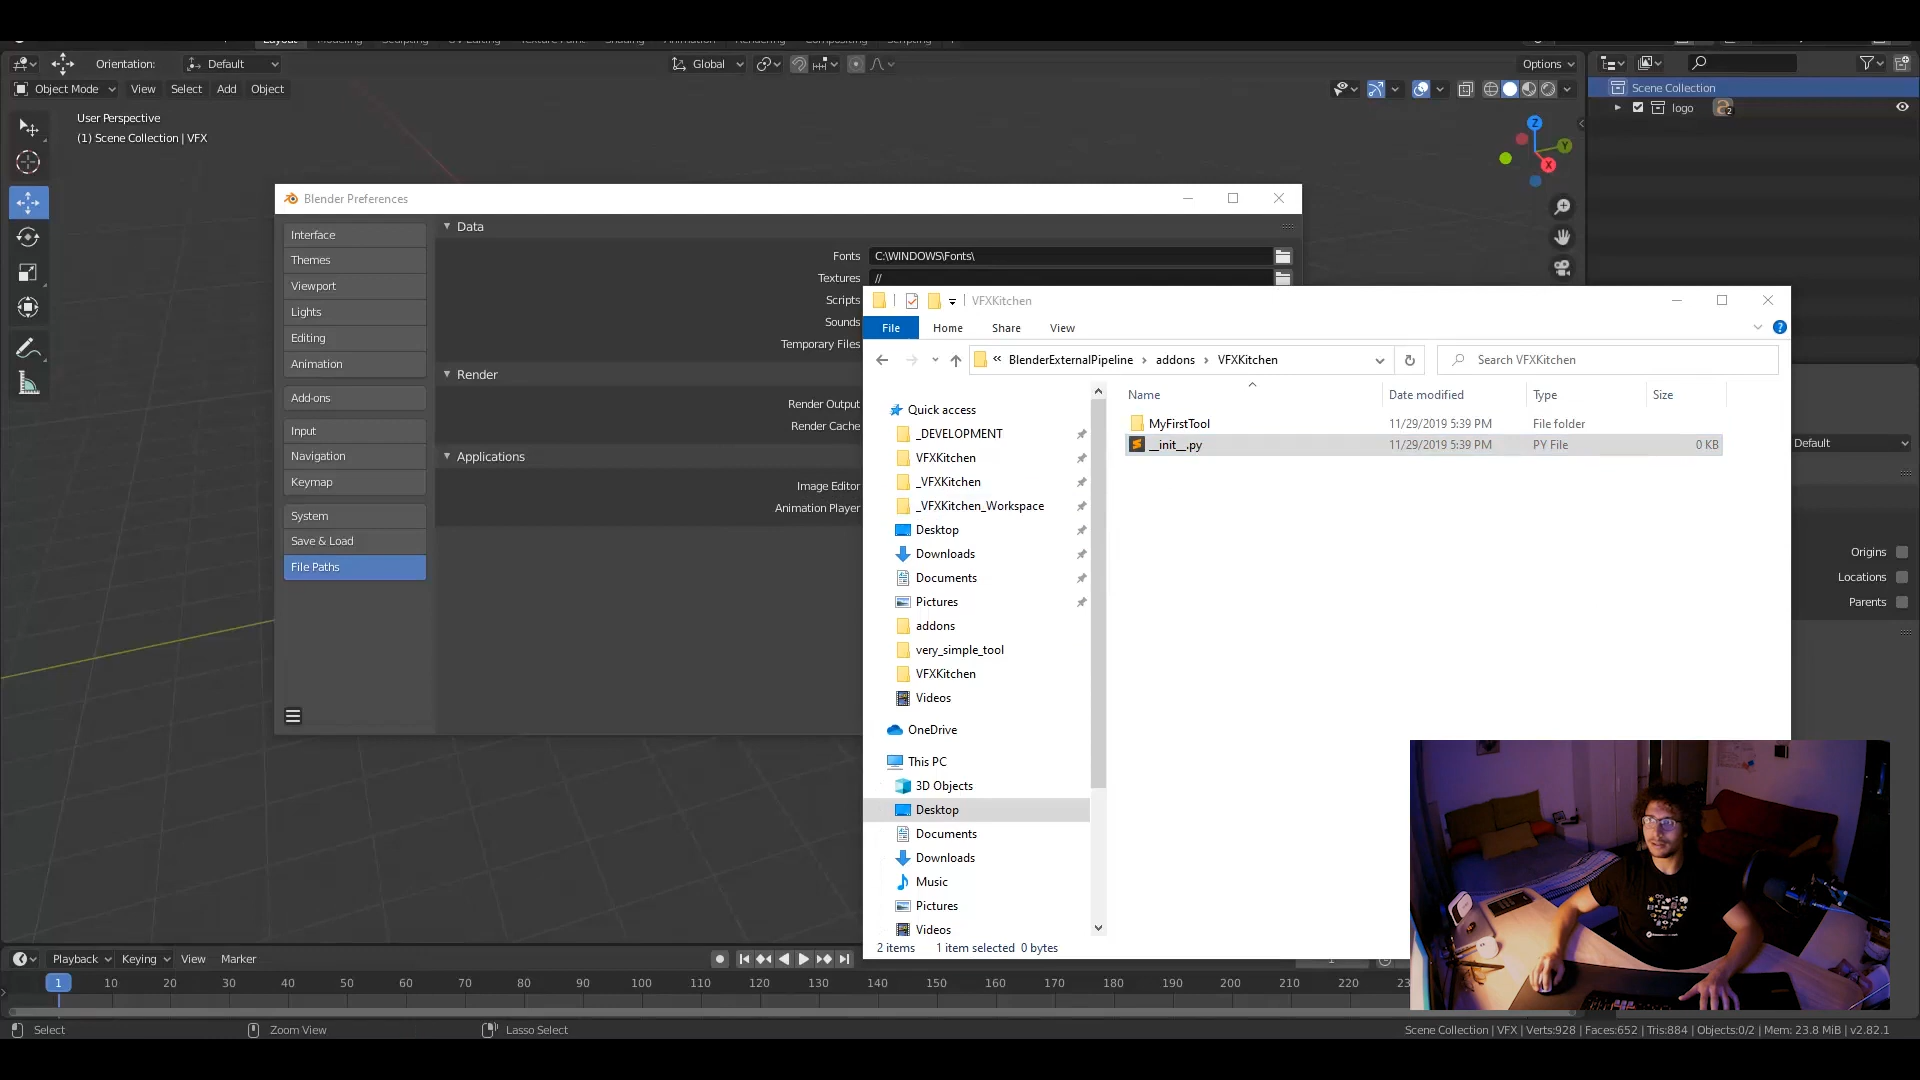 Layout
Orientation: Default Global Options
Object Mode View Select Add Object
User Perspective
(1) Scene Collection | VFX
Z
Y
X
Scene Collection
logo 2
Blender Preferences
Interface
Themes
Viewport
Lights
Editing
Animation
Add-ons
Input
Navigation
Keymap
System
Save & Load
File Paths
Data
Fonts C:\WINDOWS\Fonts\
Textures //
Scripts
Sounds
Temporary Files
Render
Render Output
Render Cache
Applications
Image Editor
Animation Player
VFXKitchen
File Home Share View
« BlenderExternalPipeline › addons › VFXKitchen
Search VFXKitchen
Name Date modified Type Size
MyFirstTool 11/29/2019 5:39 PM File folder
__init__.py 11/29/2019 5:39 PM PY File 0 KB
Quick access
_DEVELOPMENT
VFXKitchen
_VFXKitchen
_VFXKitchen_Workspace
Desktop
Downloads
Documents
Pictures
addons
very_simple_tool
VFXKitchen
Videos
OneDrive
This PC
3D Objects
Desktop
Documents
Downloads
Music
Pictures
Videos
2 items 1 item selected 0 bytes
Default
Origins
Locations
Parents
Playback Keying View Marker
1 10 20 30 40 50 60 70 80 90 100 110 120 130 140 150 160 170 180 190 200 210 220
Select Zoom View Lasso Select
Scene Collection | VFX | Verts:928 | Faces:652 | Tris:884 | Objects:0/2 | Mem: 23.8 MiB | v2.82.1